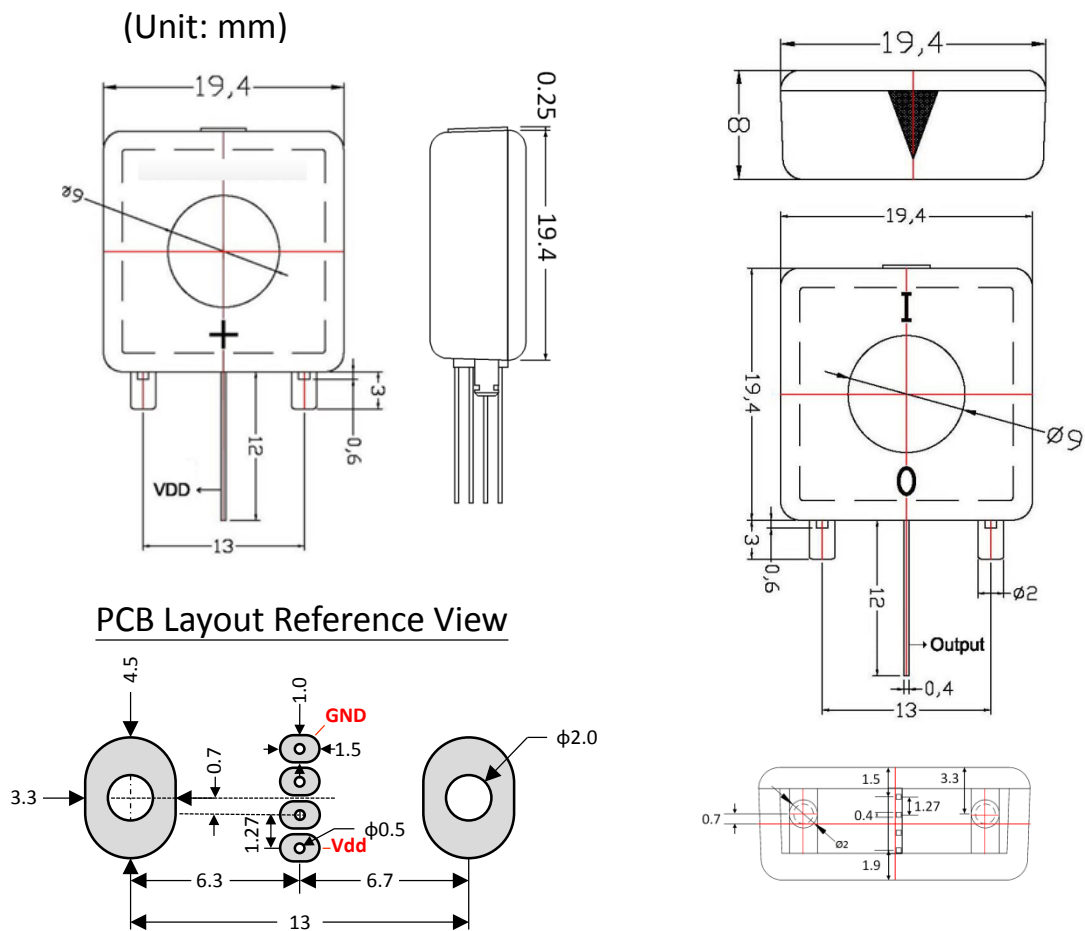 (Unit: mm)
19,4
0.25
ø9
19.4
+
3
0,6
12
VDD
13
19,4
8
19,4
I
19,4
Ø9
O
3
0,6
12
ø2
Output
0,4
13
PCB Layout Reference View
4.5
1.0
GND
1.5
ϕ2.0
0.7
3.3
1.27
ϕ0.5
Vdd
6.3
6.7
13
1.5
3.3
1.27
0.4
0.7
Ø2
1.9